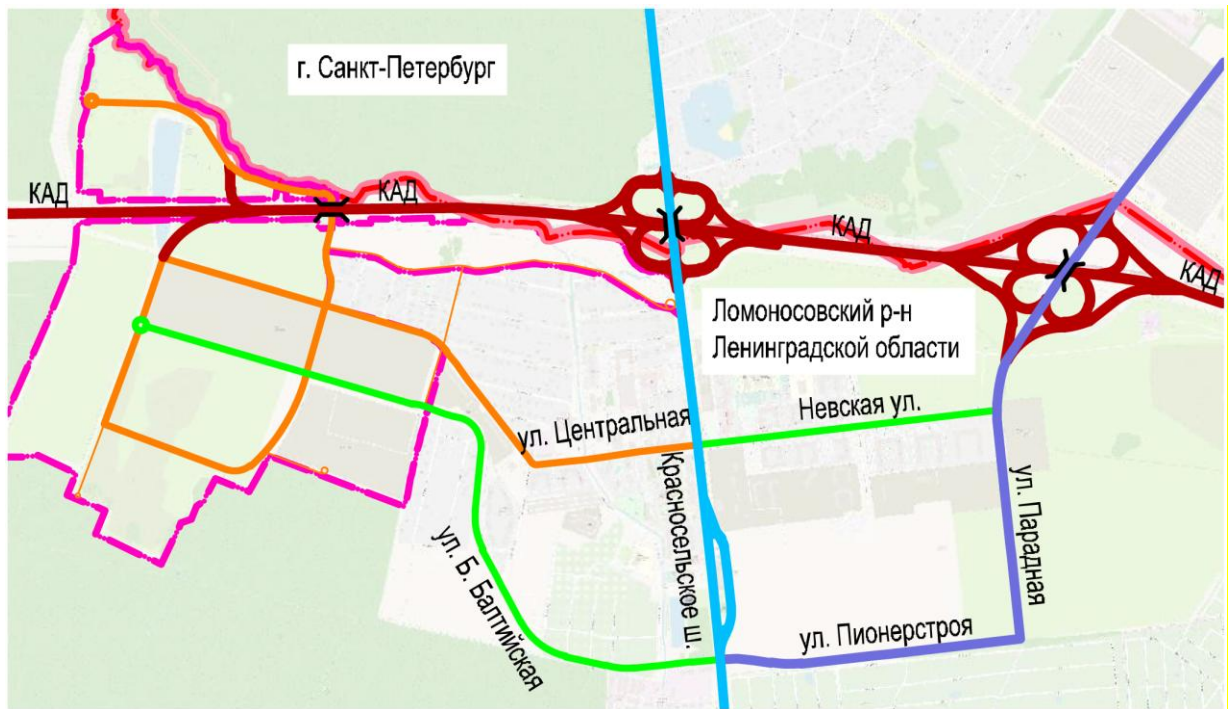 г. Санкт-Петербург
КАД
КАД
КАД
КАД
Ломоносовский р-н
Ленинградской области
ул. Центральная
Невская ул.
Красносельское ш.
ул. Парадная
ул. Б. Балтийская
ул. Пионерстроя